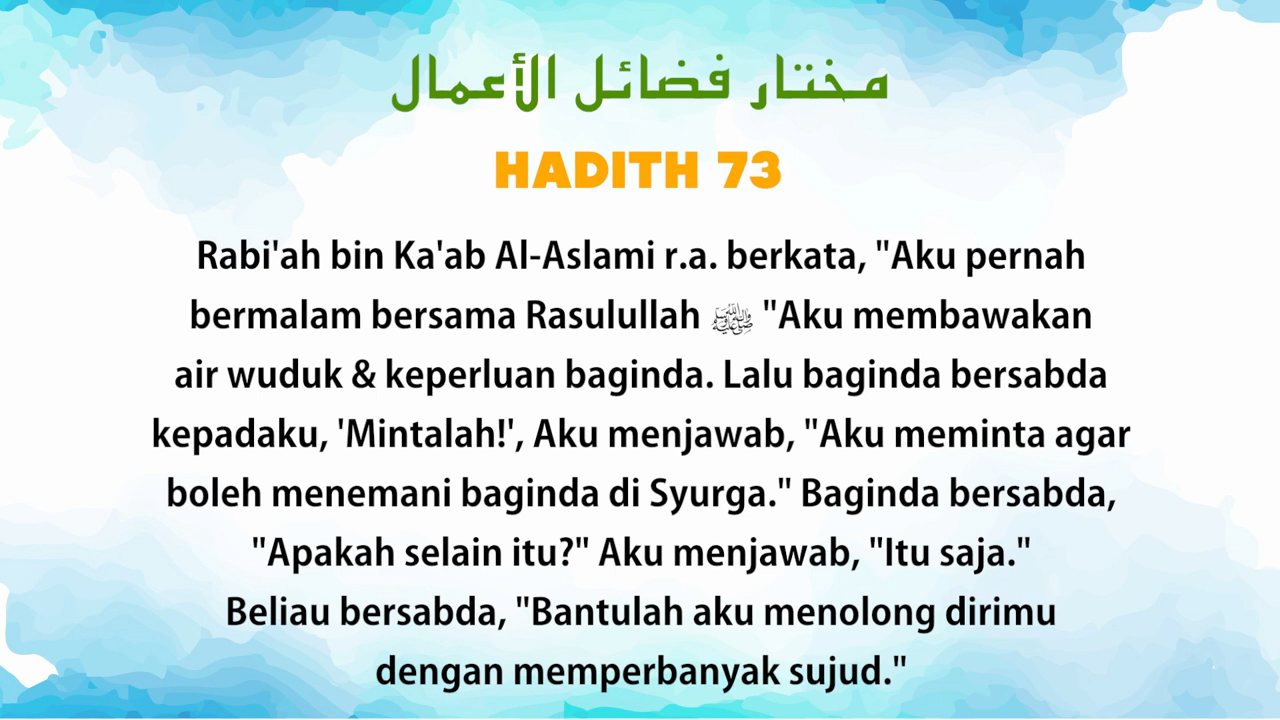 مختار فضائل الأعمال
HADITH 73
Rabi'ah bin Ka'ab Al-Aslami r.a. berkata, "Aku pernah
bermalam bersama Rasulullah ﷺ "Aku membawakan
air wuduk & keperluan baginda. Lalu baginda bersabda
kepadaku, 'Mintalah!', Aku menjawab, "Aku meminta agar
boleh menemani baginda di Syurga." Baginda bersabda,
"Apakah selain itu?" Aku menjawab, "Itu saja."
Beliau bersabda, "Bantulah aku menolong dirimu
dengan memperbanyak sujud."